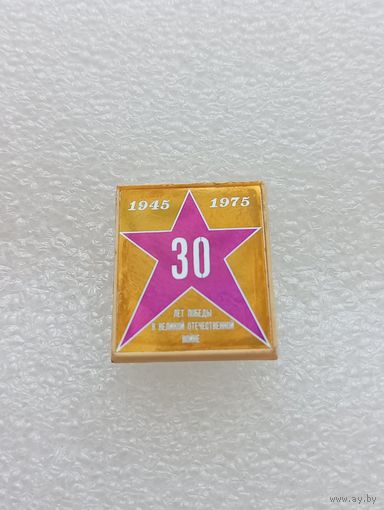 1945 1975
30
ЛЕТ ПОБЕДЫ
В ВЕЛИКОЙ ОТЕЧЕСТВЕННОЙ
ВОЙНЕ
www.ay.by